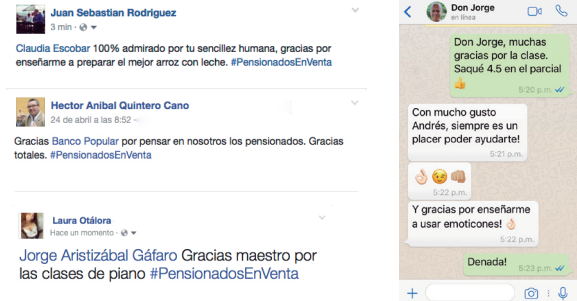 Juan Sebastian Rodriguez
3 min ·
Claudia Escobar 100% admirado por tu sencillez humana, gracias por
enseñarme a preparar el mejor arroz con leche. #PensionadosEnVenta
Hector Anibal Quintero Cano
24 de abril a las 8:52
Gracias Banco Popular por pensar en nosotros los pensionados. Gracias
totales. #PensionadosEnVenta
Laura Otálora
Hace un momento ·
Jorge Aristizábal Gáfaro Gracias maestro por
las clases de piano #PensionadosEnVenta
Don Jorge
en línea
Don Jorge, muchas
gracias por la clase.
Saqué 4.5 en el parcial
👍
5:20 p.m.
Con mucho gusto
Andrés, siempre es un
placer poder ayudarte!
5:21 p.m.
👌😉👊
5:22 p.m.
Y gracias por enseñarme
a usar emoticones! 👌
5:22 p.m.
Denada!
5:23 p.m.